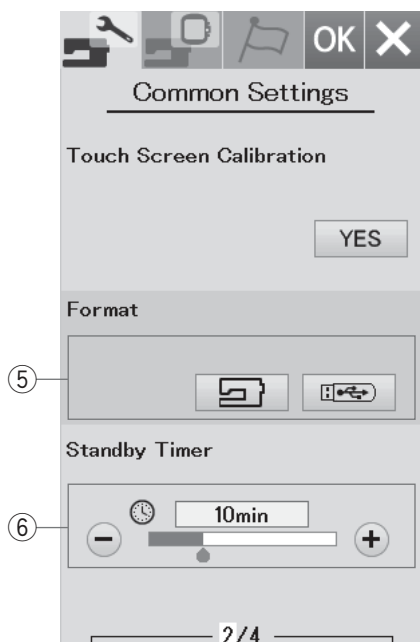 OK
Common Settings
Touch Screen Calibration
YES
Format
5
Standby Timer
10min
6
2/4